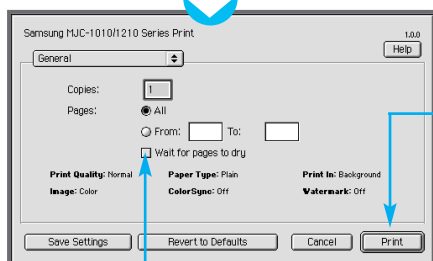 Samsung MJC-1010/1210 Series Print 1.0.0
Help
General
Copies: 1
Pages: All
From: To:
Wait for pages to dry
Print Quality: Normal Paper Type: Plain Print In: Background
Image: Color ColorSync: Off Watermark: Off
Save Settings Revert to Defaults Cancel Print